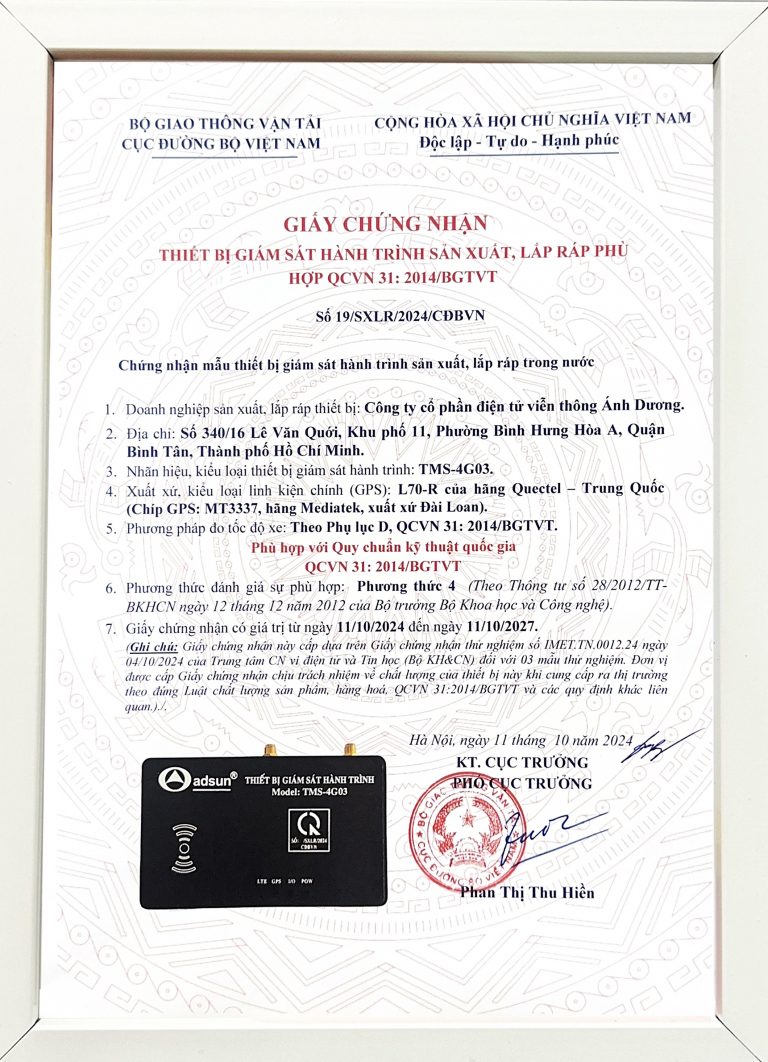 BỘ GIAO THÔNG VẬN TẢI
CỤC ĐƯỜNG BỘ VIỆT NAM
CỘNG HÒA XÃ HỘI CHỦ NGHĨA VIỆT NAM
Độc lập - Tự do - Hạnh phúc
GIẤY CHỨNG NHẬN
THIẾT BỊ GIÁM SÁT HÀNH TRÌNH SẢN XUẤT, LẮP RÁP PHÙ
HỢP QCVN 31: 2014/BGTVT
Số 19/SXLR/2024/CĐBVN
Chứng nhận mẫu thiết bị giám sát hành trình sản xuất, lắp ráp trong nước
1. Doanh nghiệp sản xuất, lắp ráp thiết bị: Công ty cổ phần điện tử viễn thông Ánh Dương.
2. Địa chỉ: Số 340/16 Lê Văn Quới, Khu phố 11, Phường Bình Hưng Hòa A, Quận
Bình Tân, Thành phố Hồ Chí Minh.
3. Nhãn hiệu, kiểu loại thiết bị giám sát hành trình: TMS-4G03.
4. Xuất xứ, kiểu loại linh kiện chính (GPS): L70-R của hãng Quectel – Trung Quốc
(Chíp GPS: MT3337, hãng Mediatek, xuất xứ Đài Loan).
5. Phương pháp đo tốc độ xe: Theo Phụ lục D, QCVN 31: 2014/BGTVT.
Phù hợp với Quy chuẩn kỹ thuật quốc gia
QCVN 31: 2014/BGTVT
6. Phương thức đánh giá sự phù hợp: Phương thức 4 (Theo Thông tư số 28/2012/TT-
BKHCN ngày 12 tháng 12 năm 2012 của Bộ trưởng Bộ Khoa học và Công nghệ).
7. Giấy chứng nhận có giá trị từ ngày 11/10/2024 đến ngày 11/10/2027.
(Ghi chú: Giấy chứng nhận này cấp dựa trên Giấy chứng nhận thử nghiệm số IMET.TN.0012.24 ngày
04/10/2024 của Trung tâm CN vi điện tử và Tin học (Bộ KH&CN) đối với 03 mẫu thử nghiệm. Đơn vị
được cấp Giấy chứng nhận chịu trách nhiệm về chất lượng của thiết bị này khi cung cấp ra thị trường
theo đúng Luật chất lượng sản phẩm, hàng hoá, QCVN 31:2014/BGTVT và các quy định khác liên
quan.)./.
Hà Nội, ngày 11 tháng 10 năm 2024
KT. CỤC TRƯỞNG
PHÓ CỤC TRƯỞNG
BỘ GIAO THÔNG VẬN TẢI
CỤC ĐƯỜNG BỘ VIỆT NAM
Phan Thị Thu Hiền
adsun®
THIẾT BỊ GIÁM SÁT HÀNH TRÌNH
Model: TMS-4G03
SỐ: /SXLR/2024
CĐBVN
LTE GPS I/O POW